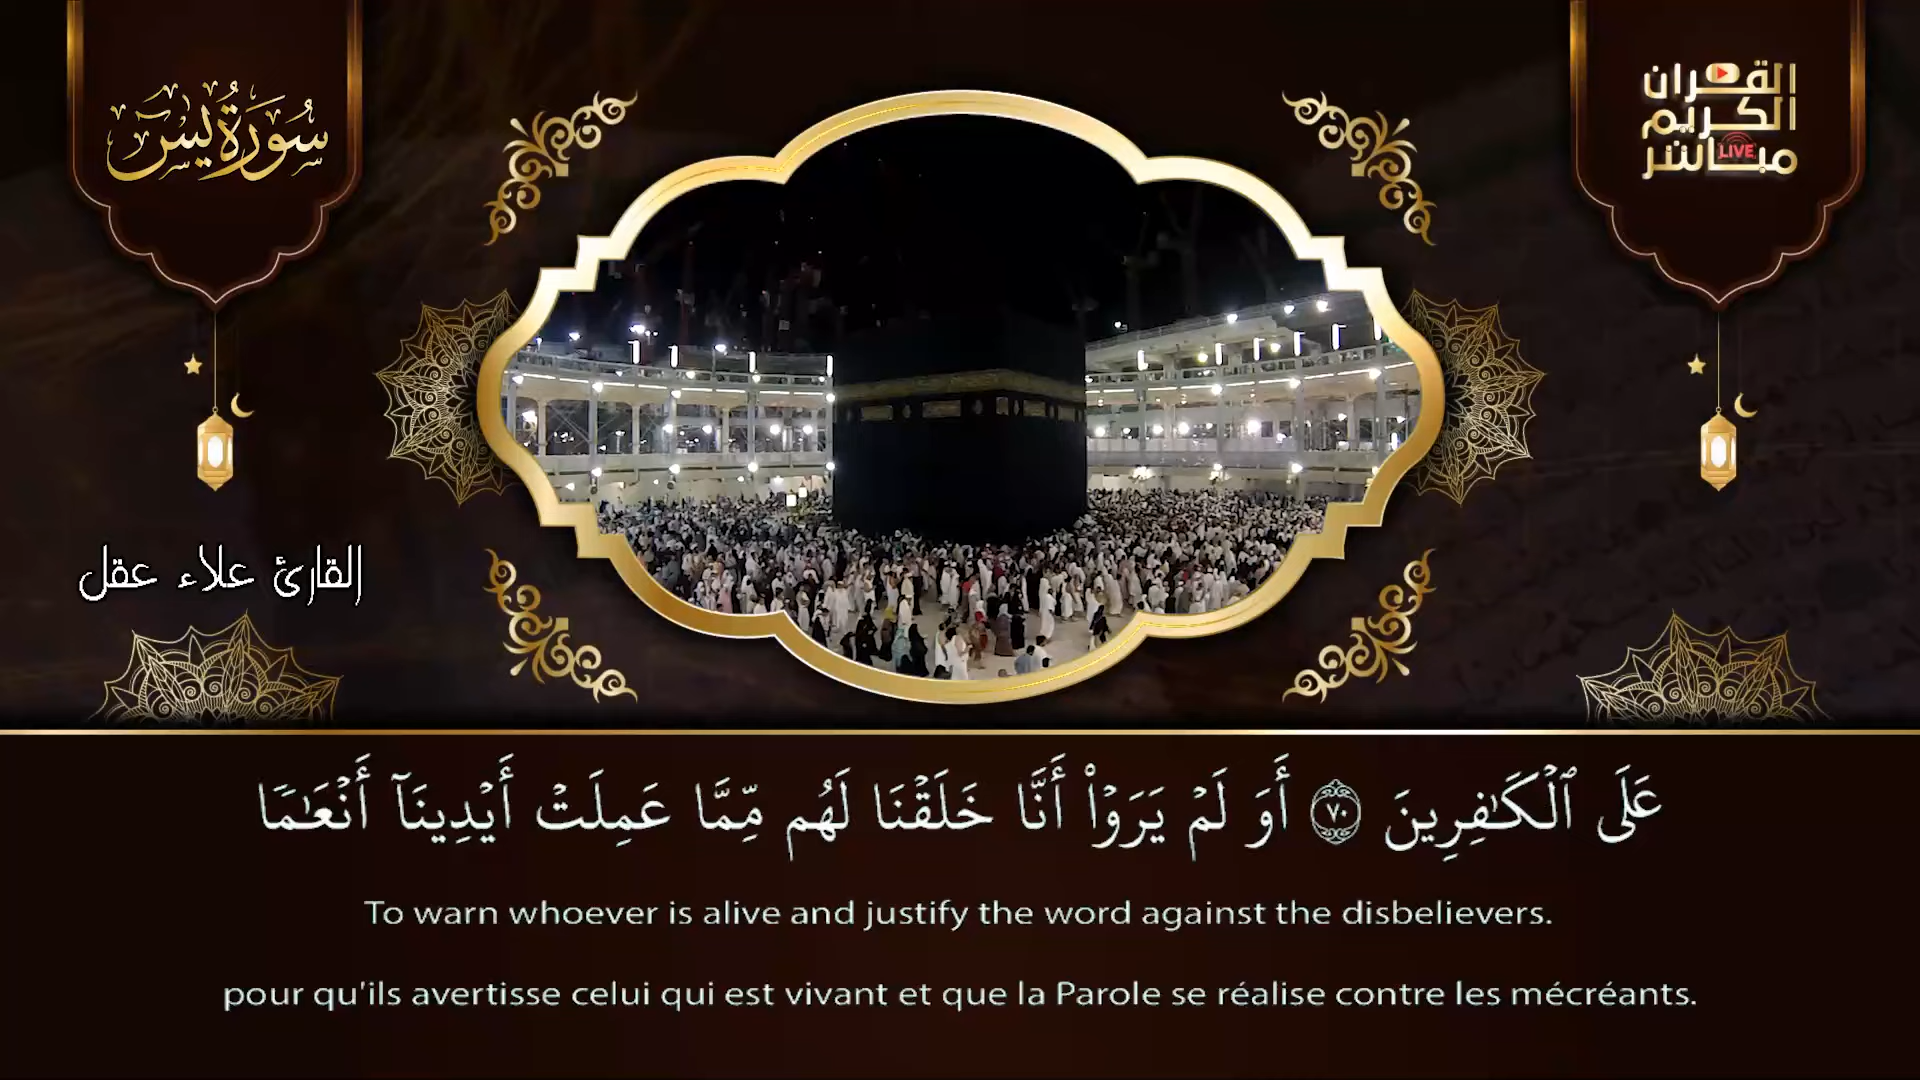 سُورَةُ يسٓ
القرآن
الكريم
مباشر
LIVE
القارئ علاء عقل
عَلَى ٱلْكَـٰفِرِينَ ٧٠ أَوَ لَمْ يَرَوْا۟ أَنَّا خَلَقْنَا لَهُم مِّمَّا عَمِلَتْ أَيْدِينَآ أَنْعَـٰمًا
To warn whoever is alive and justify the word against the disbelievers.
pour qu'ils avertisse celui qui est vivant et que la Parole se réalise contre les mécréants.